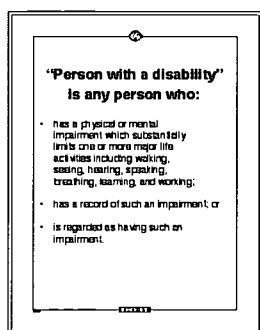 “Person with a disability”
is any person who:
• has a physical or mental
impairment which substantially
limits one or more major life
activities including walking,
seeing, hearing, speaking,
breathing, learning, and working;
• has a record of such an impairment; or
• is regarded as having such an
impairment.